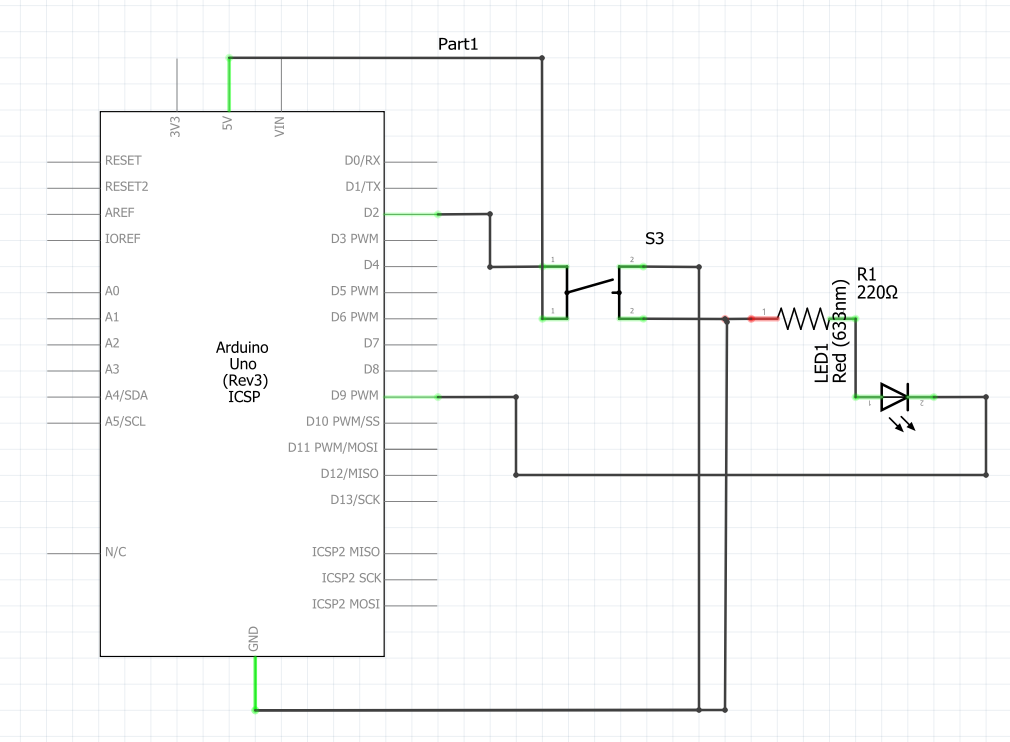 Part1
3V3
5V
VIN
RESET
RESET2
AREF
IOREF
A0
A1
A2
A3
A4/SDA
A5/SCL
N/C
Arduino
Uno
(Rev3)
ICSP
D0/RX
D1/TX
D2
D3 PWM
D4
D5 PWM
D6 PWM
D7
D8
D9 PWM
D10 PWM/SS
D11 PWM/MOSI
D12/MISO
D13/SCK
ICSP2 MISO
ICSP2 SCK
ICSP2 MOSI
GND
S3
1
2
1
2
R1
220Ω
1
LED1
Red (633nm)
1
2